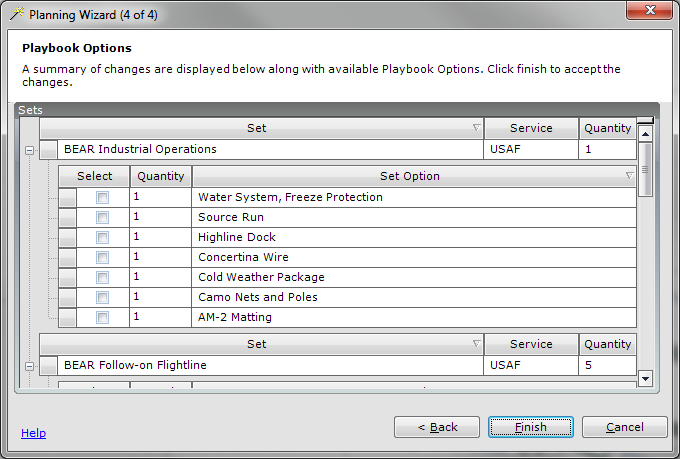 Planning Wizard (4 of 4)
Playbook Options
A summary of changes are displayed below along with available Playbook Options. Click finish to accept the
changes.
Sets
Set Service Quantity
BEAR Industrial Operations USAF 1
Select Quantity Set Option
1 Water System, Freeze Protection
1 Source Run
1 Highline Dock
1 Concertina Wire
1 Cold Weather Package
1 Camo Nets and Poles
1 AM-2 Matting
Set Service Quantity
BEAR Follow-on Flightline USAF 5
Help < Back Finish Cancel